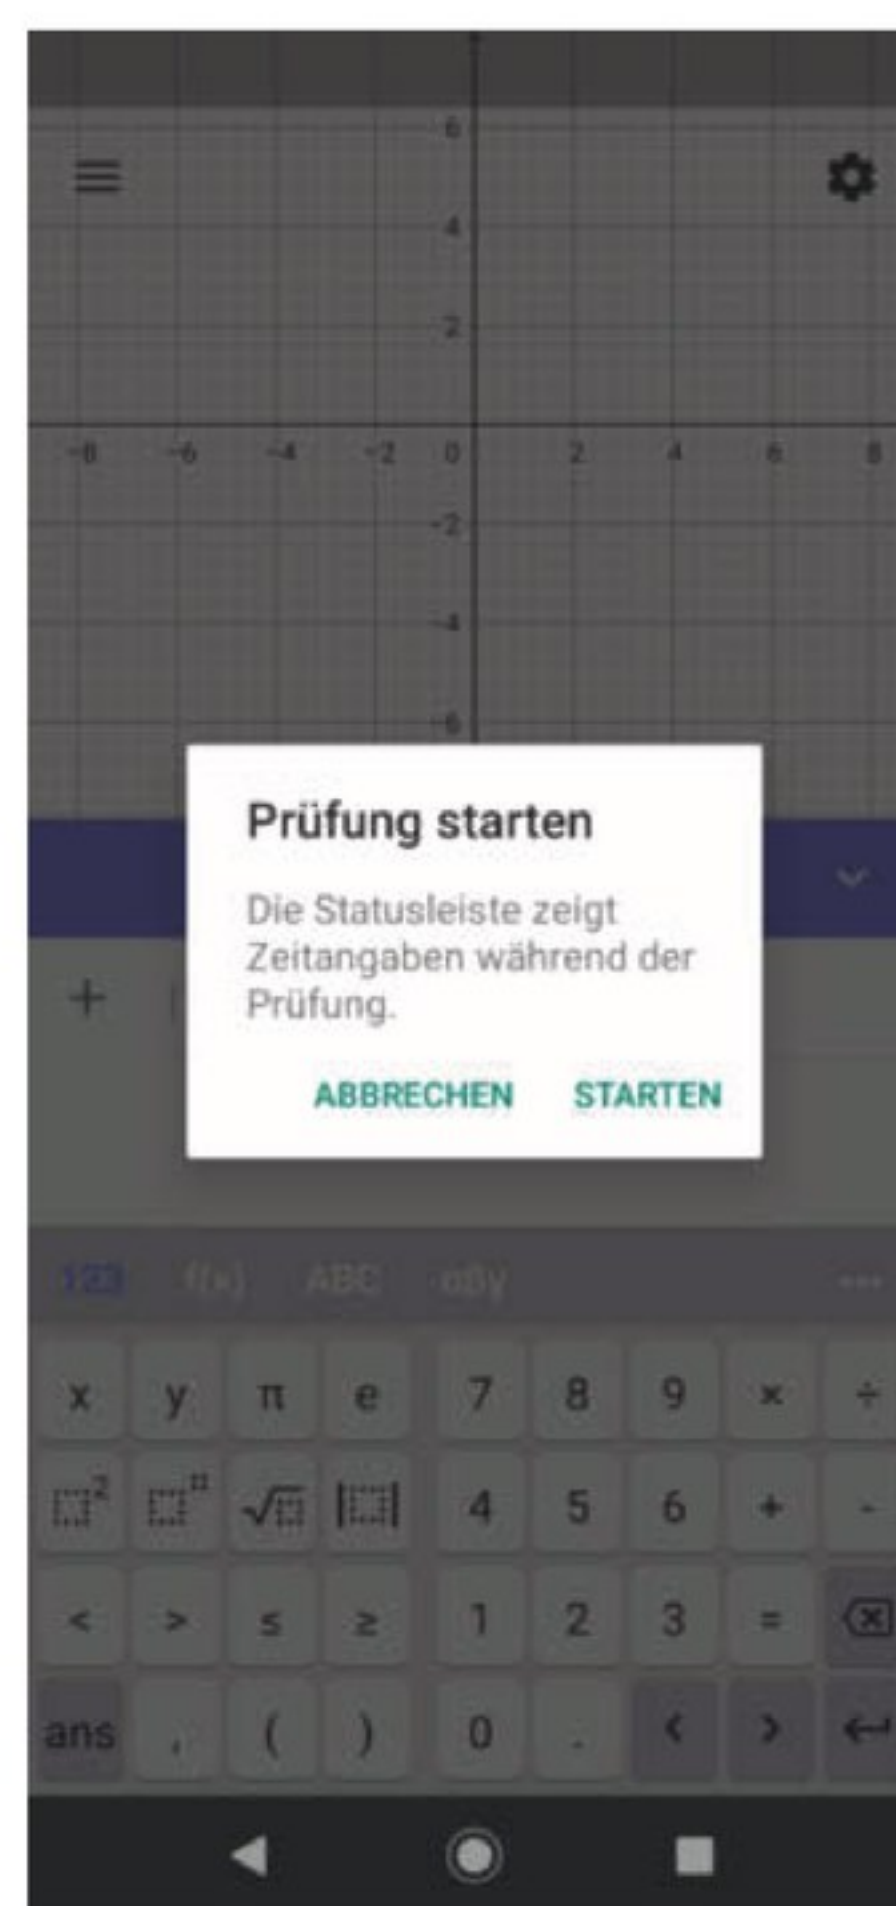 6
4
2
-8 -6 -4 -2 0 2 4 6 8
-2
-4
-6
Prüfung starten
Die Statusleiste zeigt
Zeitangaben während der
Prüfung.
ABBRECHEN STARTEN
+
123 f(x) ABC αβγ ...
x y π e 7 8 9 × ÷
2 √ 4 5 6 + -
< > ≤ ≥ 1 2 3 =
ans , ( ) 0 . < >